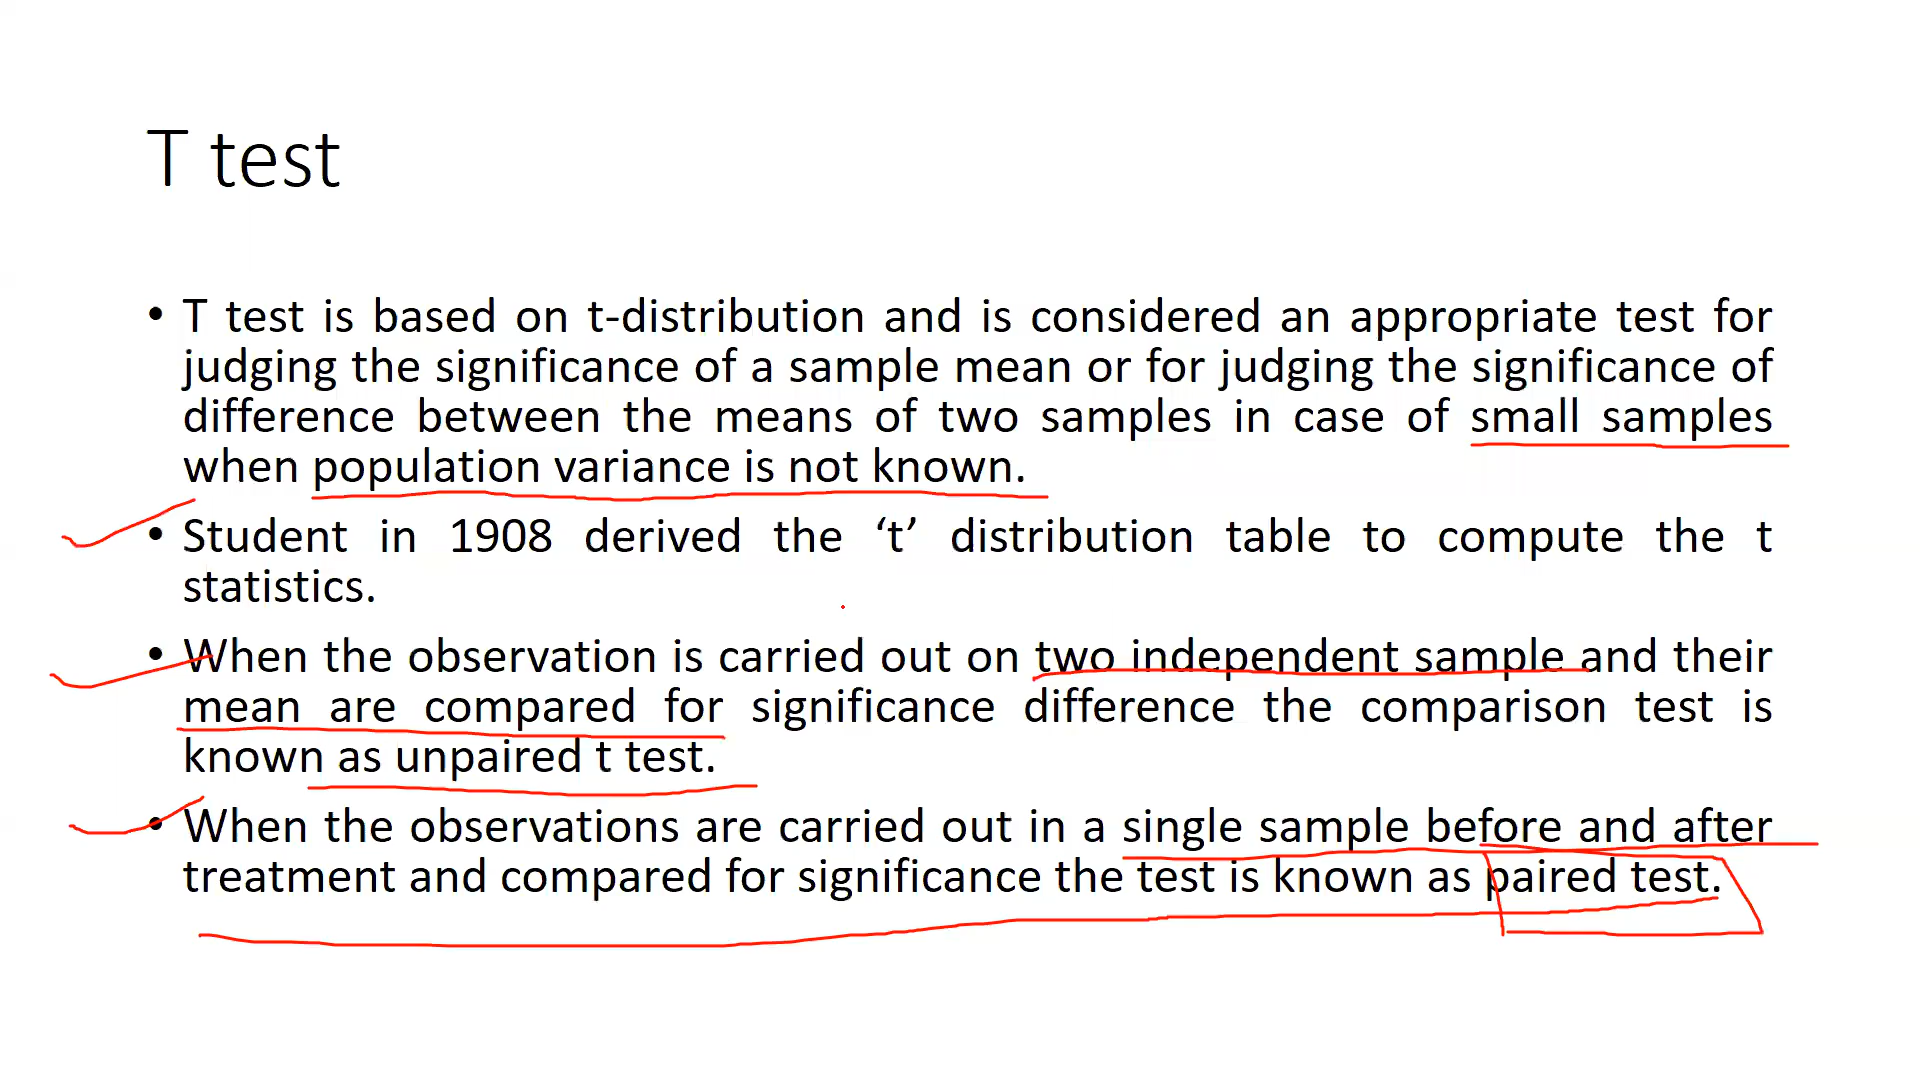 T test
• T test is based on t-distribution and is considered an appropriate test for
judging the significance of a sample mean or for judging the significance of
difference between the means of two samples in case of small samples
when population variance is not known.
• Student in 1908 derived the ‘t’ distribution table to compute the t
statistics.
• When the observation is carried out on two independent sample and their
mean are compared for significance difference the comparison test is
known as unpaired t test.
• When the observations are carried out in a single sample before and after
treatment and compared for significance the test is known as paired test.